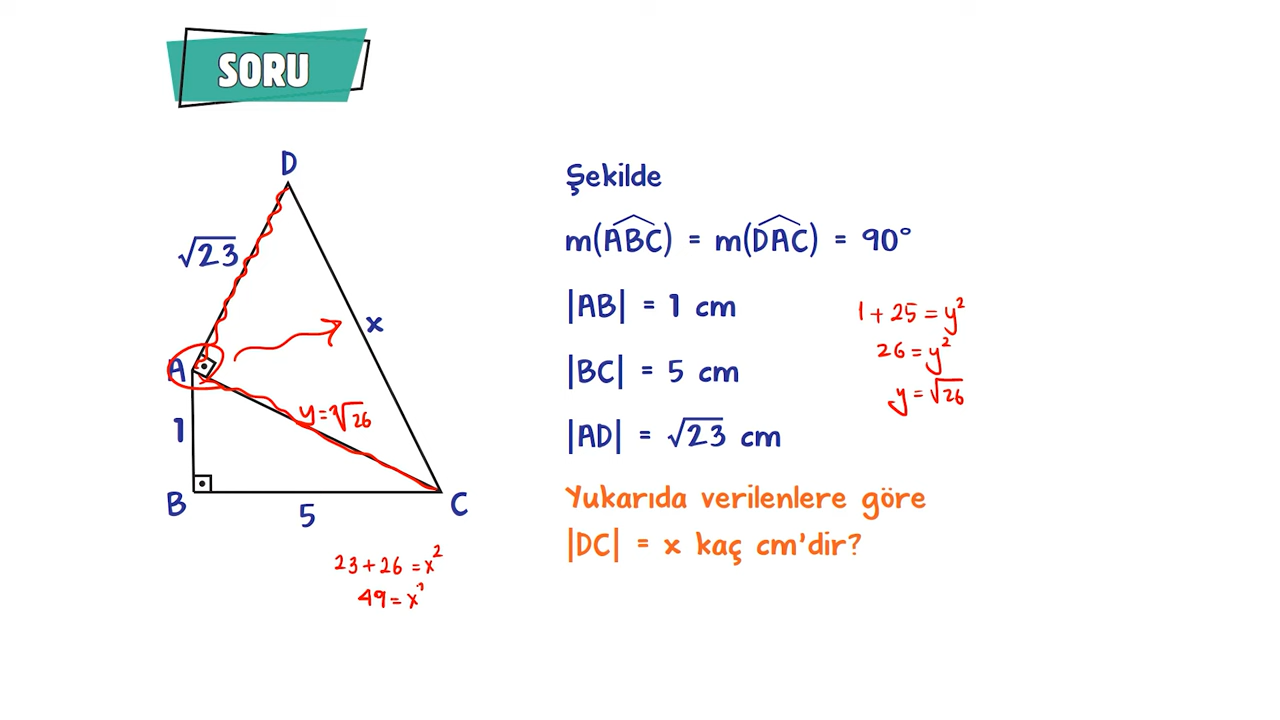 SORU
D
√23
x
A
y=√26
1
B
5
C
23+26=x²
49=x²
Şekilde
m(ABC) = m(DAC) = 90°
|AB| = 1 cm
|BC| = 5 cm
|AD| = √23 cm
Yukarıda verilenlere göre
|DC| = x kaç cm'dir?
1+25=y²
26=y²
y=√26